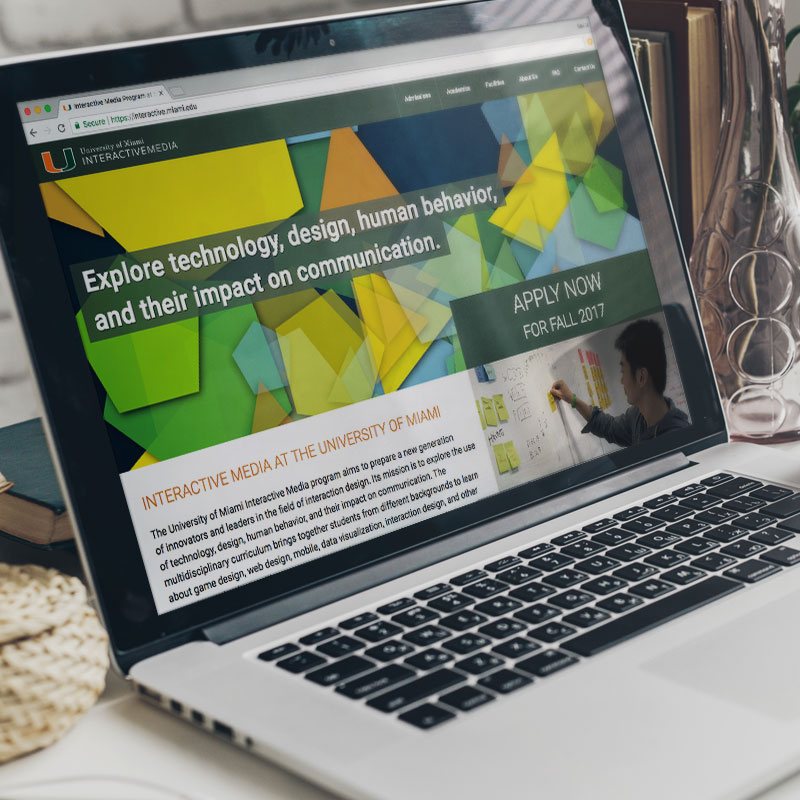 Interactive Media Program at
Secure | https://interactive.miami.edu
Admissions Academics Facilities About Us FAQ Contact Us
University of Miami
INTERACTIVEMEDIA
Explore technology, design, human behavior,
and their impact on communication.
APPLY NOW
FOR FALL 2017
INTERACTIVE MEDIA AT THE UNIVERSITY OF MIAMI
The University of Miami Interactive Media program aims to prepare a new generation
of innovators and leaders in the field of interaction design. Its mission is to explore the use
of technology, design, human behavior, and their impact on communication. The
multidisciplinary curriculum brings together students from different backgrounds to learn
about game design, web design, mobile, data visualization, interaction design, and other